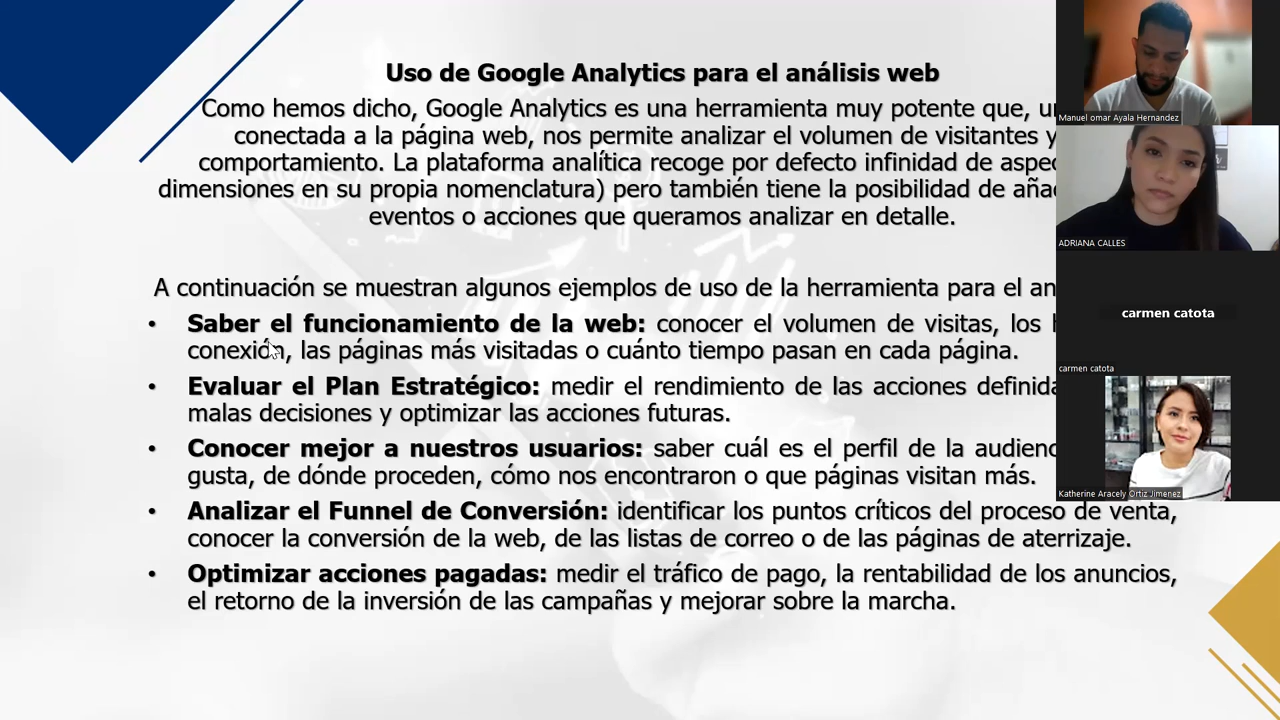 Uso de Google Analytics para el análisis web
Como hemos dicho, Google Analytics es una herramienta muy potente que,
conectada a la página web, nos permite analizar el volumen de visitantes y
comportamiento. La plataforma analítica recoge por defecto infinidad de
dimensiones en su propia nomenclatura) pero también tiene la posibilidad de
eventos o acciones que queramos analizar en detalle.
A continuación se muestran algunos ejemplos de uso de la herramienta para el
• Saber el funcionamiento de la web: conocer el volumen de visitas, los
conexión, las páginas más visitadas o cuánto tiempo pasan en cada página.
• Evaluar el Plan Estratégico: medir el rendimiento de las acciones
malas decisiones y optimizar las acciones futuras.
• Conocer mejor a nuestros usuarios: saber cuál es el perfil de la
gusta, de dónde proceden, cómo nos encontraron o que páginas visitan más.
• Analizar el Funnel de Conversión: identificar los puntos críticos del proceso de venta,
conocer la conversión de la web, de las listas de correo o de las páginas de aterrizaje.
• Optimizar acciones pagadas: medir el tráfico de pago, la rentabilidad de los anuncios,
el retorno de la inversión de las campañas y mejorar sobre la marcha.
Manuel omar Ayala Hernandez
ADRIANA CALLES
carmen catota
carmen catota
Katherine Aracely Ortiz Jimenez